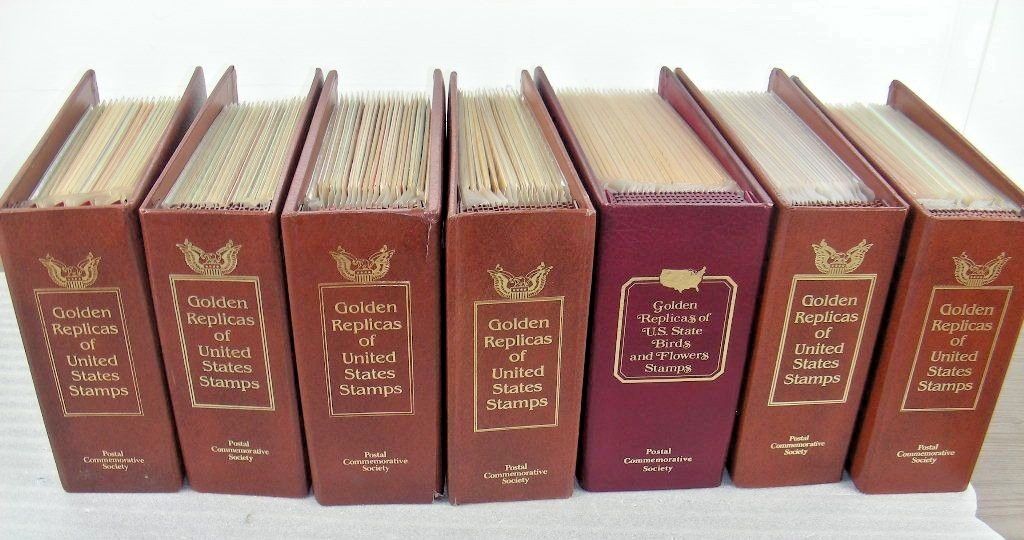 Golden
Replicas
of
United
States Stamps
Postal
Commemorative
Society
Golden
Replicas
of
United
States
Stamps
Postal
Commemorative
Society
Golden
Replicas
of
United
States
Stamps
Postal
Commemorative
Society
Golden
Replicas
of
United
States
Stamps
Postal
Commemorative
Society
Golden
Replicas of
U.S. State
Birds
and Flowers
Stamps
Postal
Commemorative
Society
Golden
Replicas
of
United
States
Stamps
Postal
Commemorative
Society
Golden
Replicas
of
United
States Stamps
Postal
Commemorative
Society